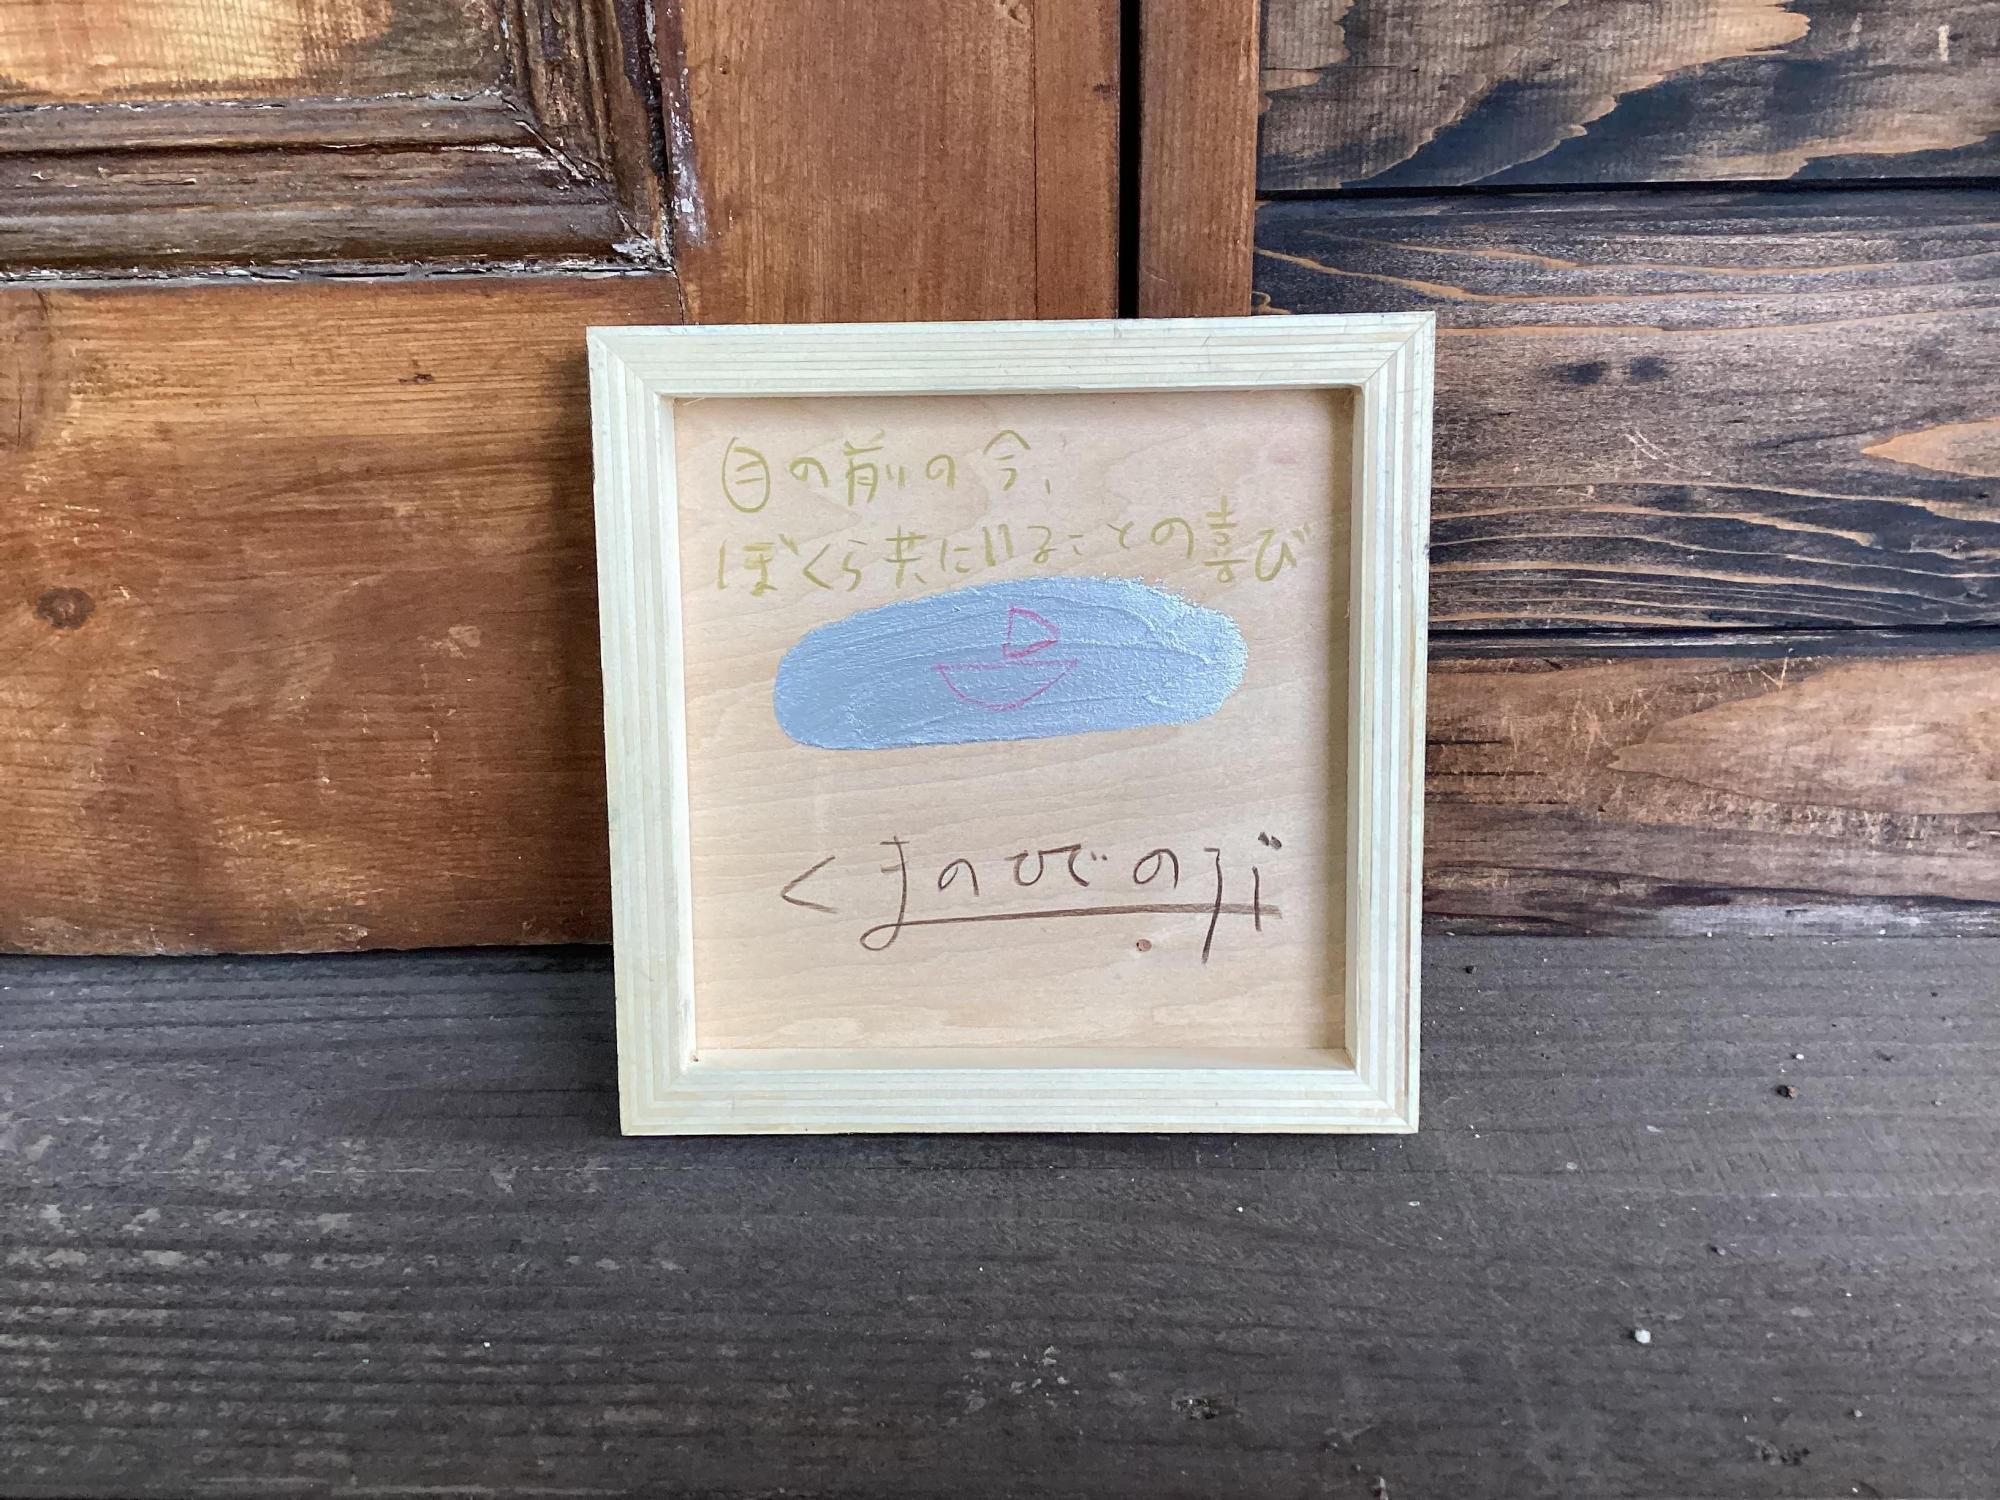 目の前の今、
ぼくら共にいることの喜び
くまのひでのぶ